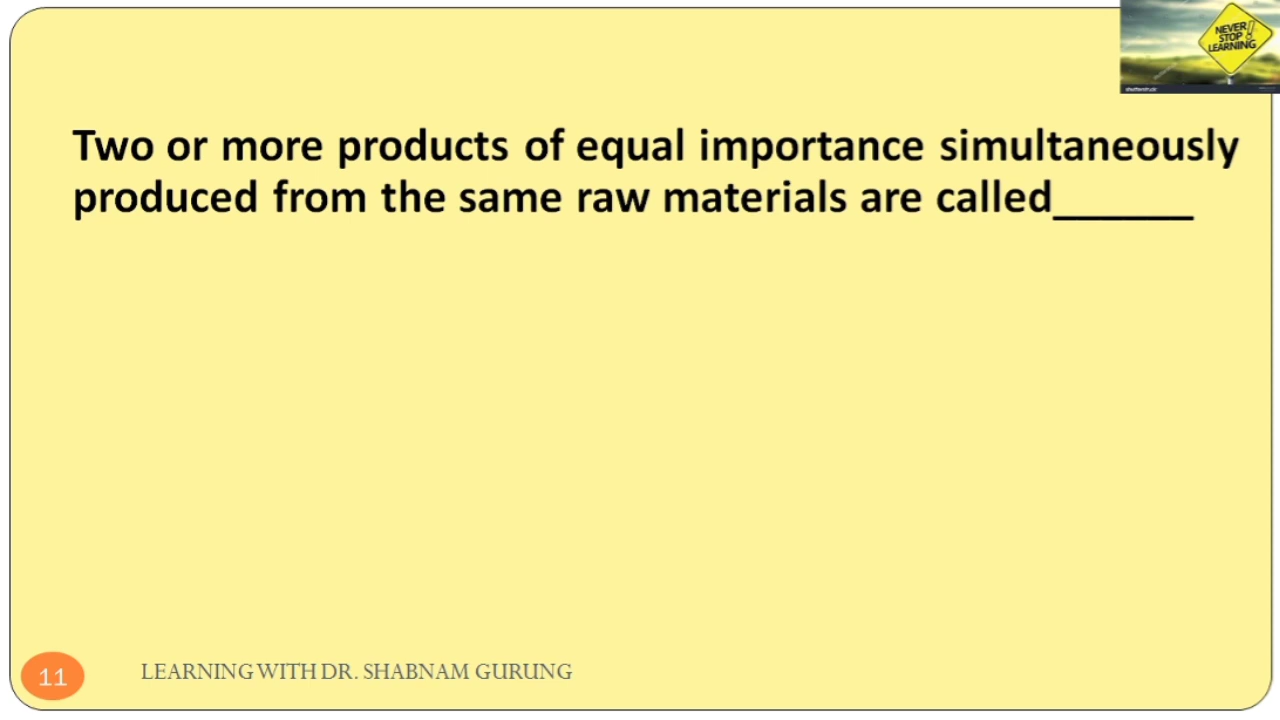 NEVER
STOP !
LEARNING
shutterstock
Two or more products of equal importance simultaneously
produced from the same raw materials are called______
11
LEARNING WITH DR. SHABNAM GURUNG